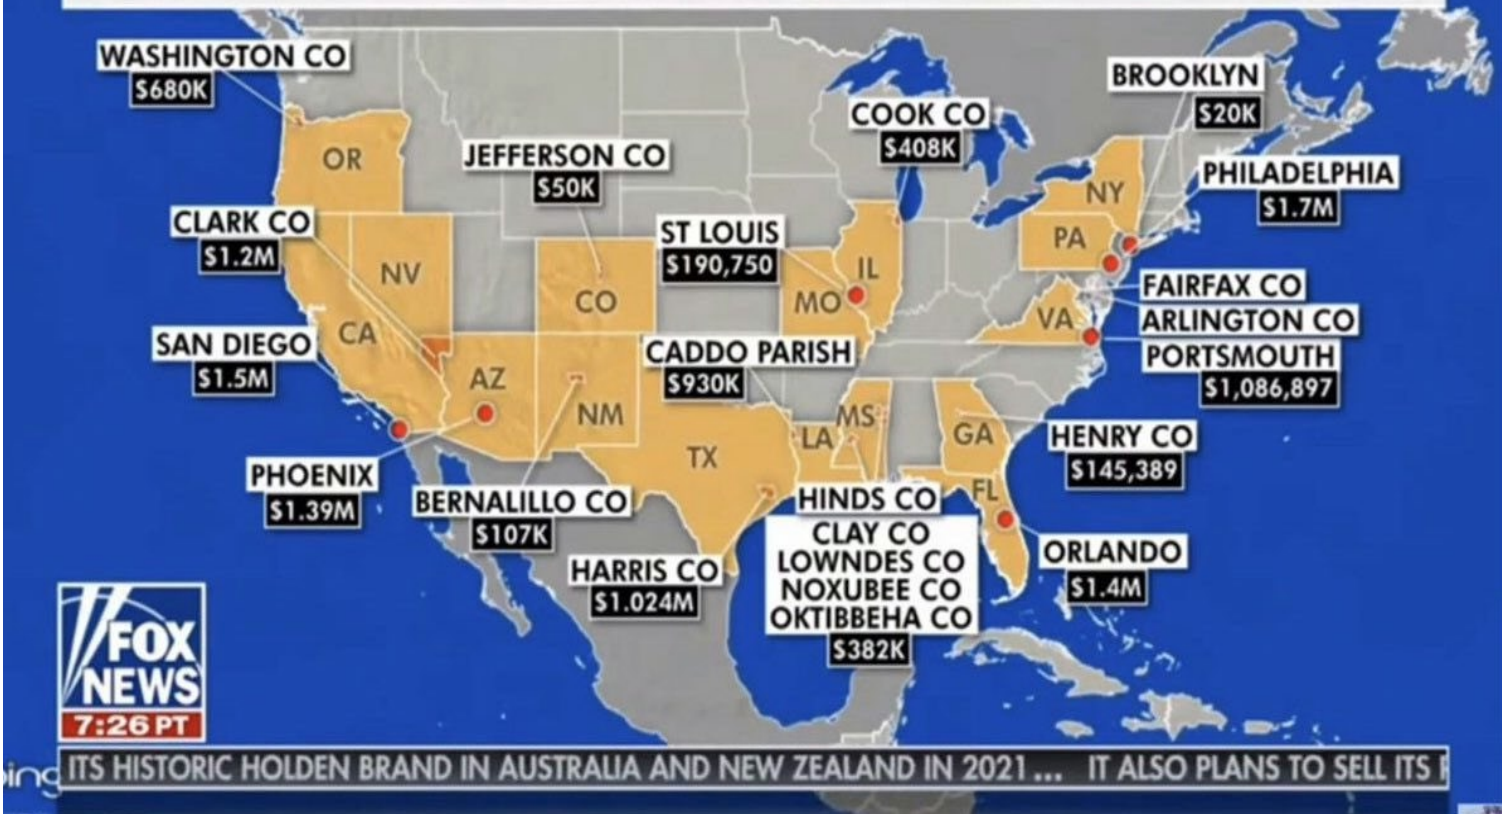 WASHINGTON CO
$680K
OR
JEFFERSON CO
$50K
COOK CO
$408K
BROOKLYN
$20K
PHILADELPHIA
$1.7M
NY
PA
CLARK CO
$1.2M
NV
CO
ST LOUIS
$190,750
IL
MO
FAIRFAX CO
ARLINGTON CO
PORTSMOUTH
$1,086,897
VA
CA
SAN DIEGO
$1.5M
AZ
NM
CADDO PARISH
$930K
MS
LA
GA
HENRY CO
$145,389
TX
FL
PHOENIX
$1.39M
BERNALILLO CO
$107K
HARRIS CO
$1.024M
HINDS CO
CLAY CO
LOWNDES CO
NOXUBEE CO
OKTIBBEHA CO
$382K
ORLANDO
$1.4M
FOX
NEWS
7:26 PT
ITS HISTORIC HOLDEN BRAND IN AUSTRALIA AND NEW ZEALAND IN 2021... IT ALSO PLANS TO SELL ITS